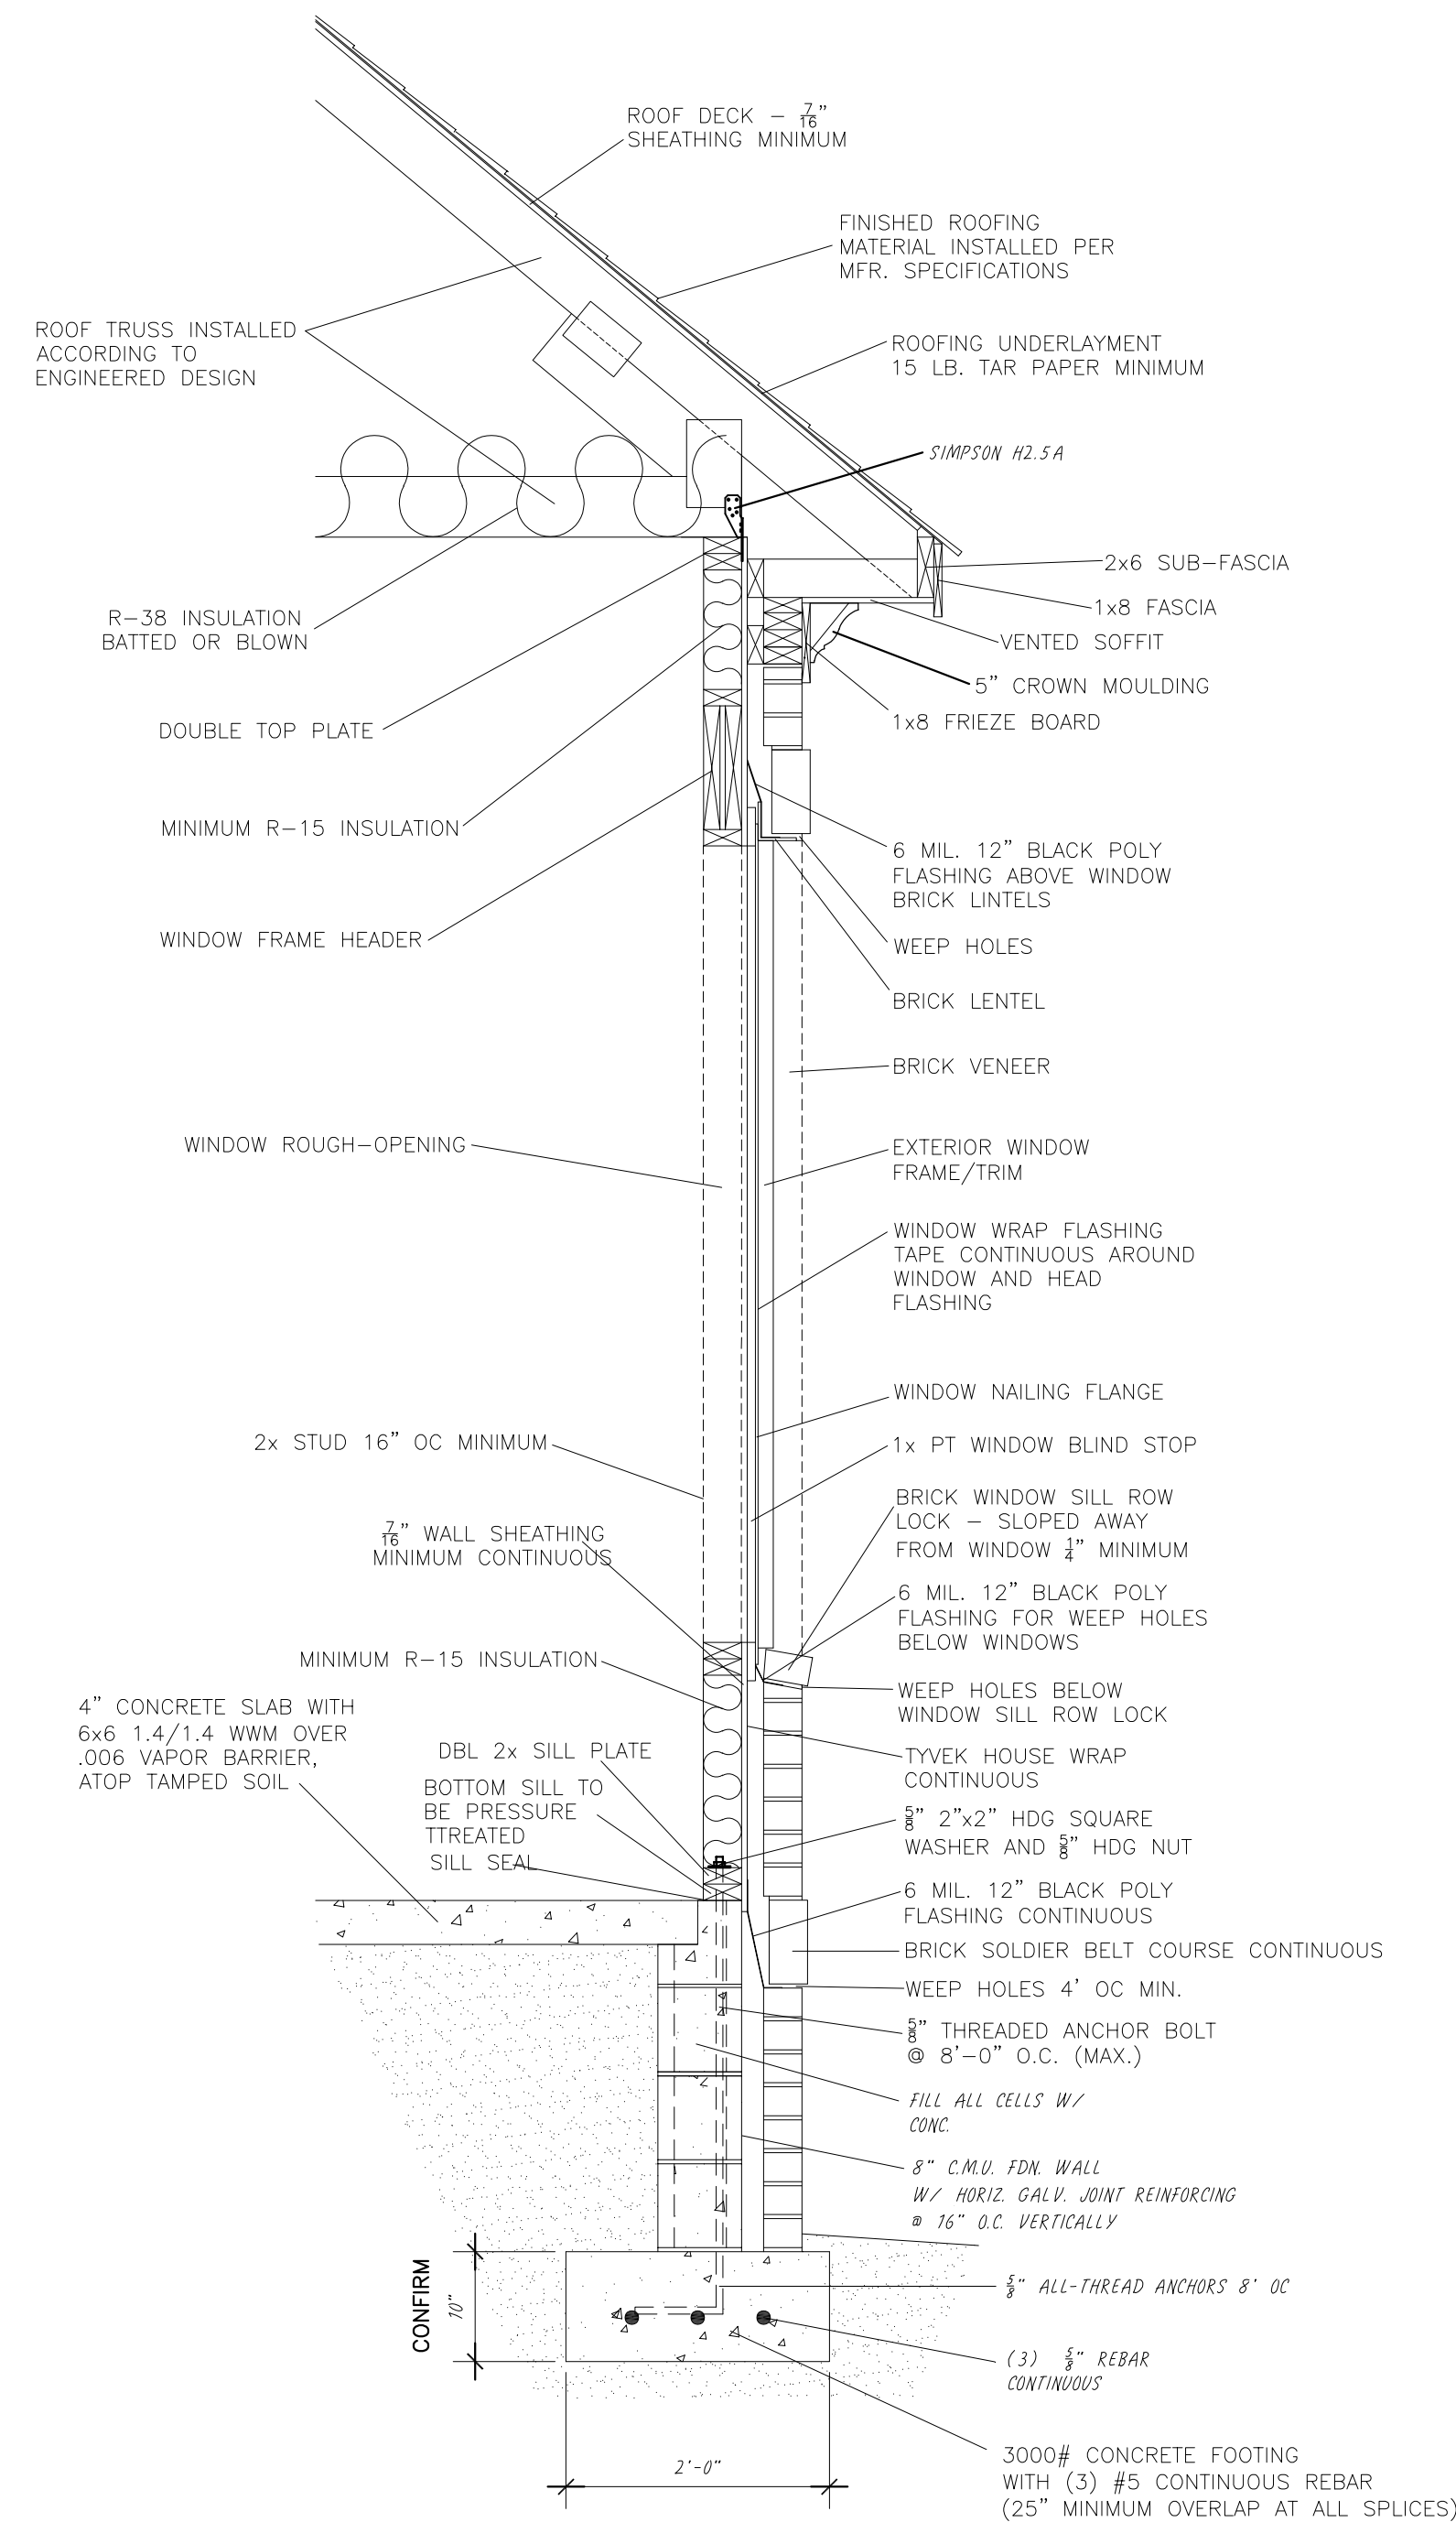 ROOF DECK – 7/16"
SHEATHING MINIMUM
FINISHED ROOFING
MATERIAL INSTALLED PER
MFR. SPECIFICATIONS
ROOF TRUSS INSTALLED
ACCORDING TO
ENGINEERED DESIGN
ROOFING UNDERLAYMENT
15 LB. TAR PAPER MINIMUM
SIMPSON H2.5A
2x6 SUB-FASCIA
1x8 FASCIA
VENTED SOFFIT
5" CROWN MOULDING
1x8 FRIEZE BOARD
R-38 INSULATION
BATTED OR BLOWN
DOUBLE TOP PLATE
MINIMUM R-15 INSULATION
WINDOW FRAME HEADER
6 MIL. 12" BLACK POLY
FLASHING ABOVE WINDOW
BRICK LINTELS
WEEP HOLES
BRICK LENTEL
BRICK VENEER
WINDOW ROUGH-OPENING
EXTERIOR WINDOW
FRAME/TRIM
WINDOW WRAP FLASHING
TAPE CONTINUOUS AROUND
WINDOW AND HEAD
FLASHING
WINDOW NAILING FLANGE
2x STUD 16" OC MINIMUM
1x PT WINDOW BLIND STOP
BRICK WINDOW SILL ROW
LOCK – SLOPED AWAY
FROM WINDOW 1/4" MINIMUM
7/16" WALL SHEATHING
MINIMUM CONTINUOUS
6 MIL. 12" BLACK POLY
FLASHING FOR WEEP HOLES
BELOW WINDOWS
MINIMUM R-15 INSULATION
WEEP HOLES BELOW
WINDOW SILL ROW LOCK
4" CONCRETE SLAB WITH
6x6 1.4/1.4 WWM OVER
.006 VAPOR BARRIER,
ATOP TAMPED SOIL
DBL 2x SILL PLATE
BOTTOM SILL TO
BE PRESSURE
TTREATED
SILL SEAL
TYVEK HOUSE WRAP
CONTINUOUS
5/8" 2"x2" HDG SQUARE
WASHER AND 5/8" HDG NUT
6 MIL. 12" BLACK POLY
FLASHING CONTINUOUS
BRICK SOLDIER BELT COURSE CONTINUOUS
WEEP HOLES 4' OC MIN.
5/8" THREADED ANCHOR BOLT
@ 8'-0" O.C. (MAX.)
FILL ALL CELLS W/
CONC.
8" C.M.U. FDN. WALL
W/ HORIZ. GALV. JOINT REINFORCING
@ 16" O.C. VERTICALLY
CONFIRM
10"
5/8" ALL-THREAD ANCHORS 8' OC
(3) 5/8" REBAR
CONTINUOUS
2'-0"
3000# CONCRETE FOOTING
WITH (3) #5 CONTINUOUS REBAR
(25" MINIMUM OVERLAP AT ALL SPLICES)